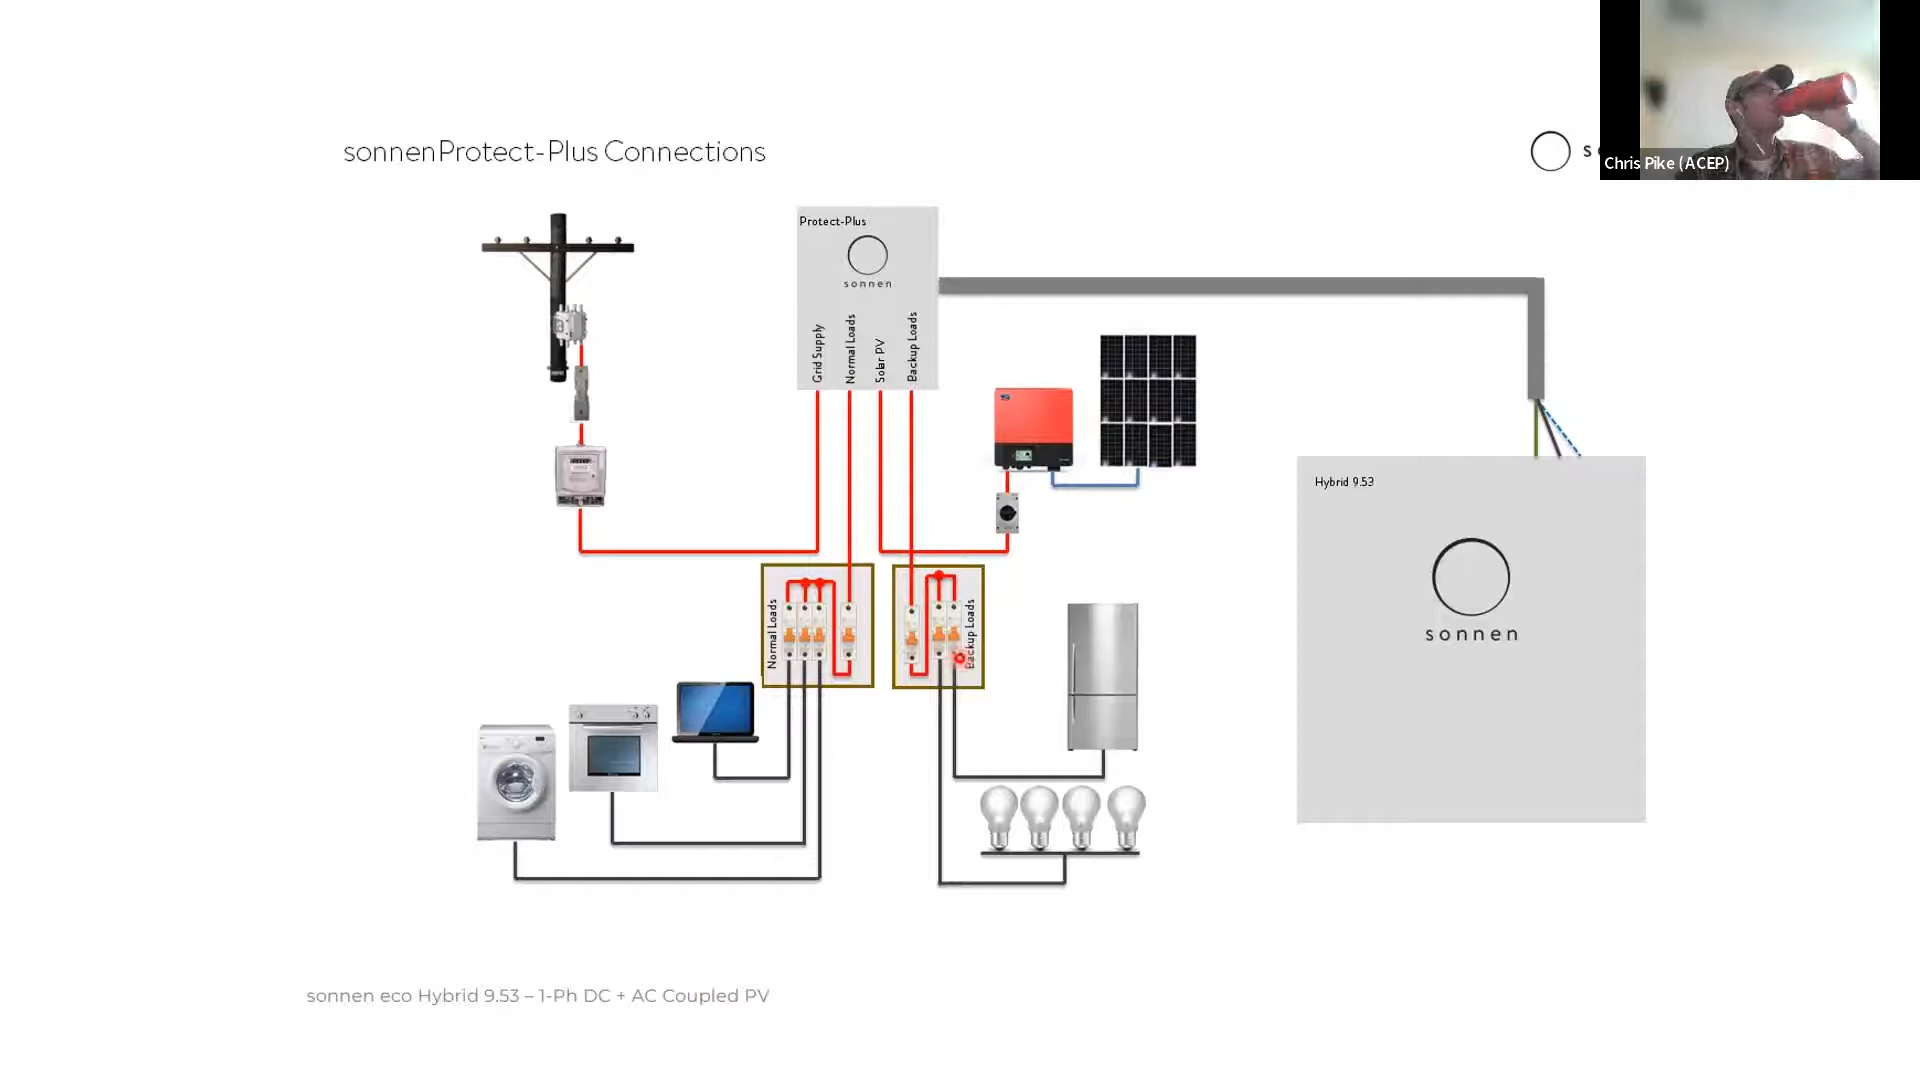 sonnenProtect-Plus Connections
s
Chris Pike (ACEP)
Protect-Plus
sonnen
Grid Supply
Normal Loads
Solar PV
Backup Loads
Hybrid 9.53
sonnen
Normal Loads
Backup Loads
sonnen eco Hybrid 9.53 – 1-Ph DC + AC Coupled PV